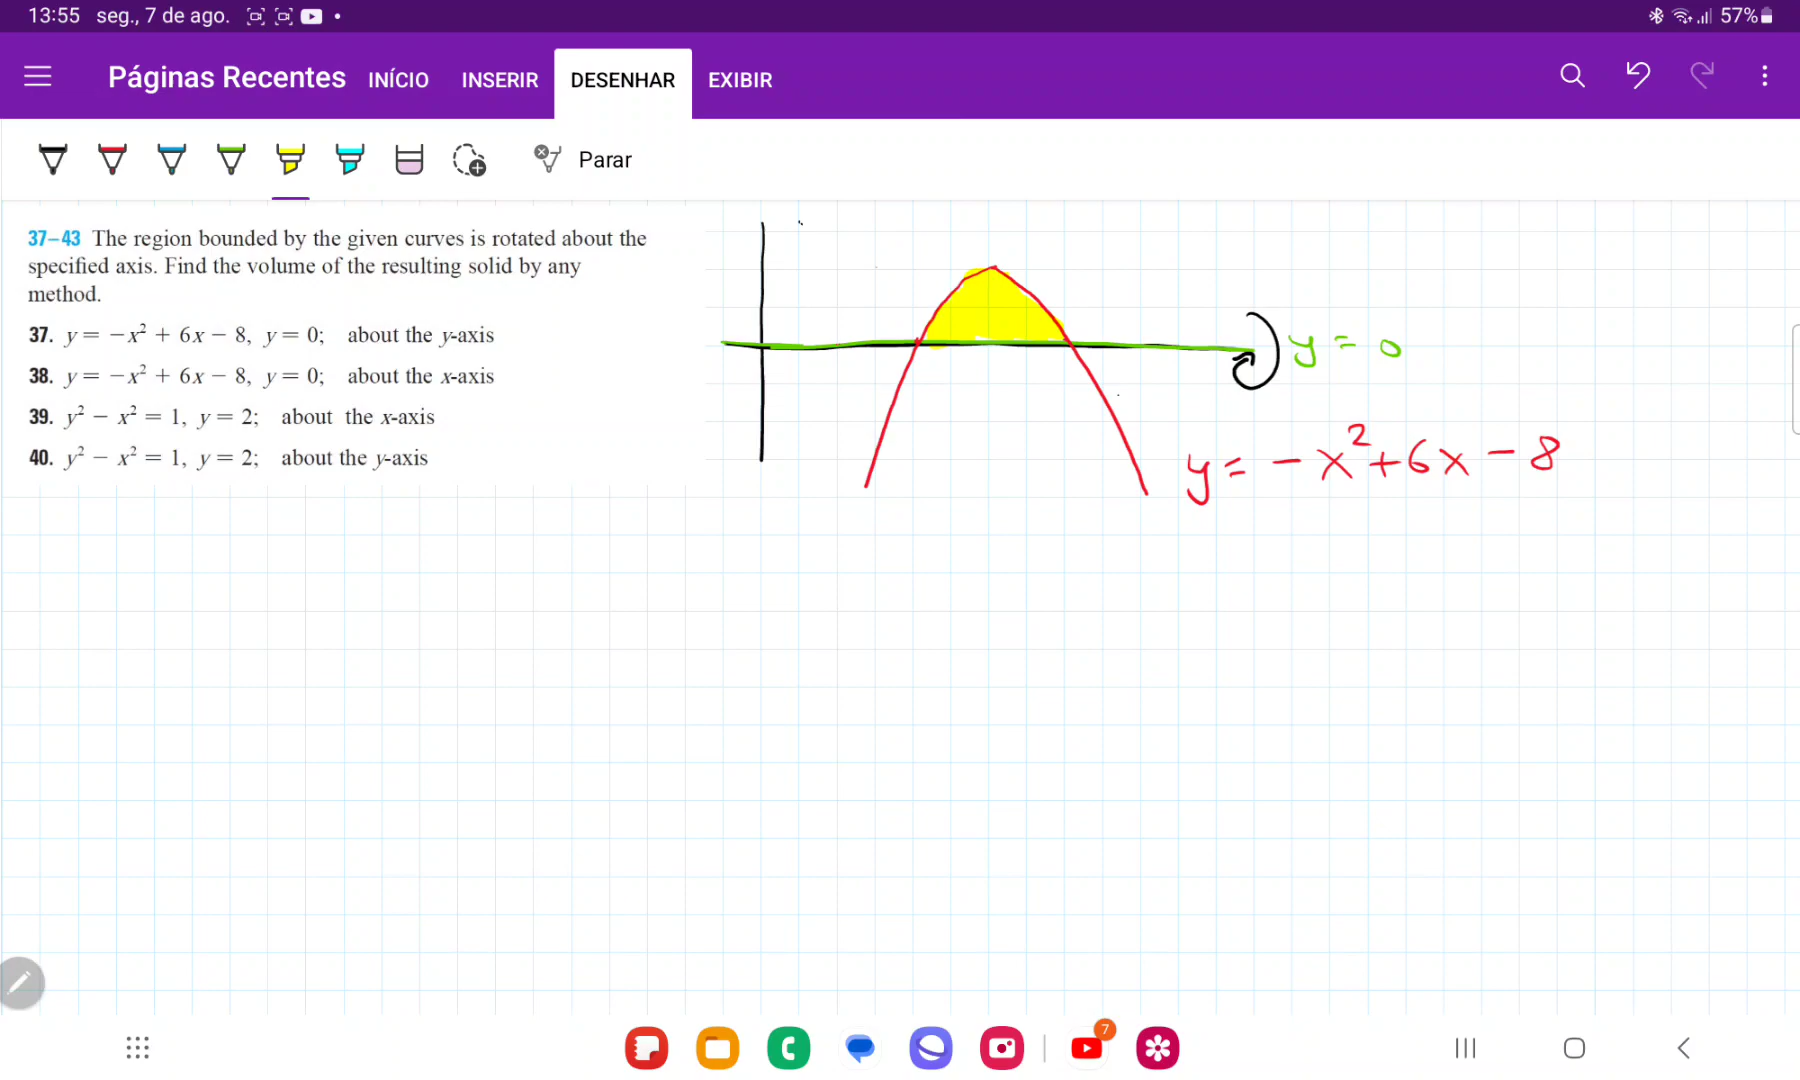 13:55 seg., 7 de ago. 57%
Páginas Recentes INÍCIO INSERIR DESENHAR EXIBIR
Parar
37–43 The region bounded by the given curves is rotated about the
specified axis. Find the volume of the resulting solid by any
method.
37. y = −x² + 6x − 8, y = 0; about the y-axis
38. y = −x² + 6x − 8, y = 0; about the x-axis
39. y² − x² = 1, y = 2; about the x-axis
40. y² − x² = 1, y = 2; about the y-axis
y = 0
y = −x² + 6x − 8
7